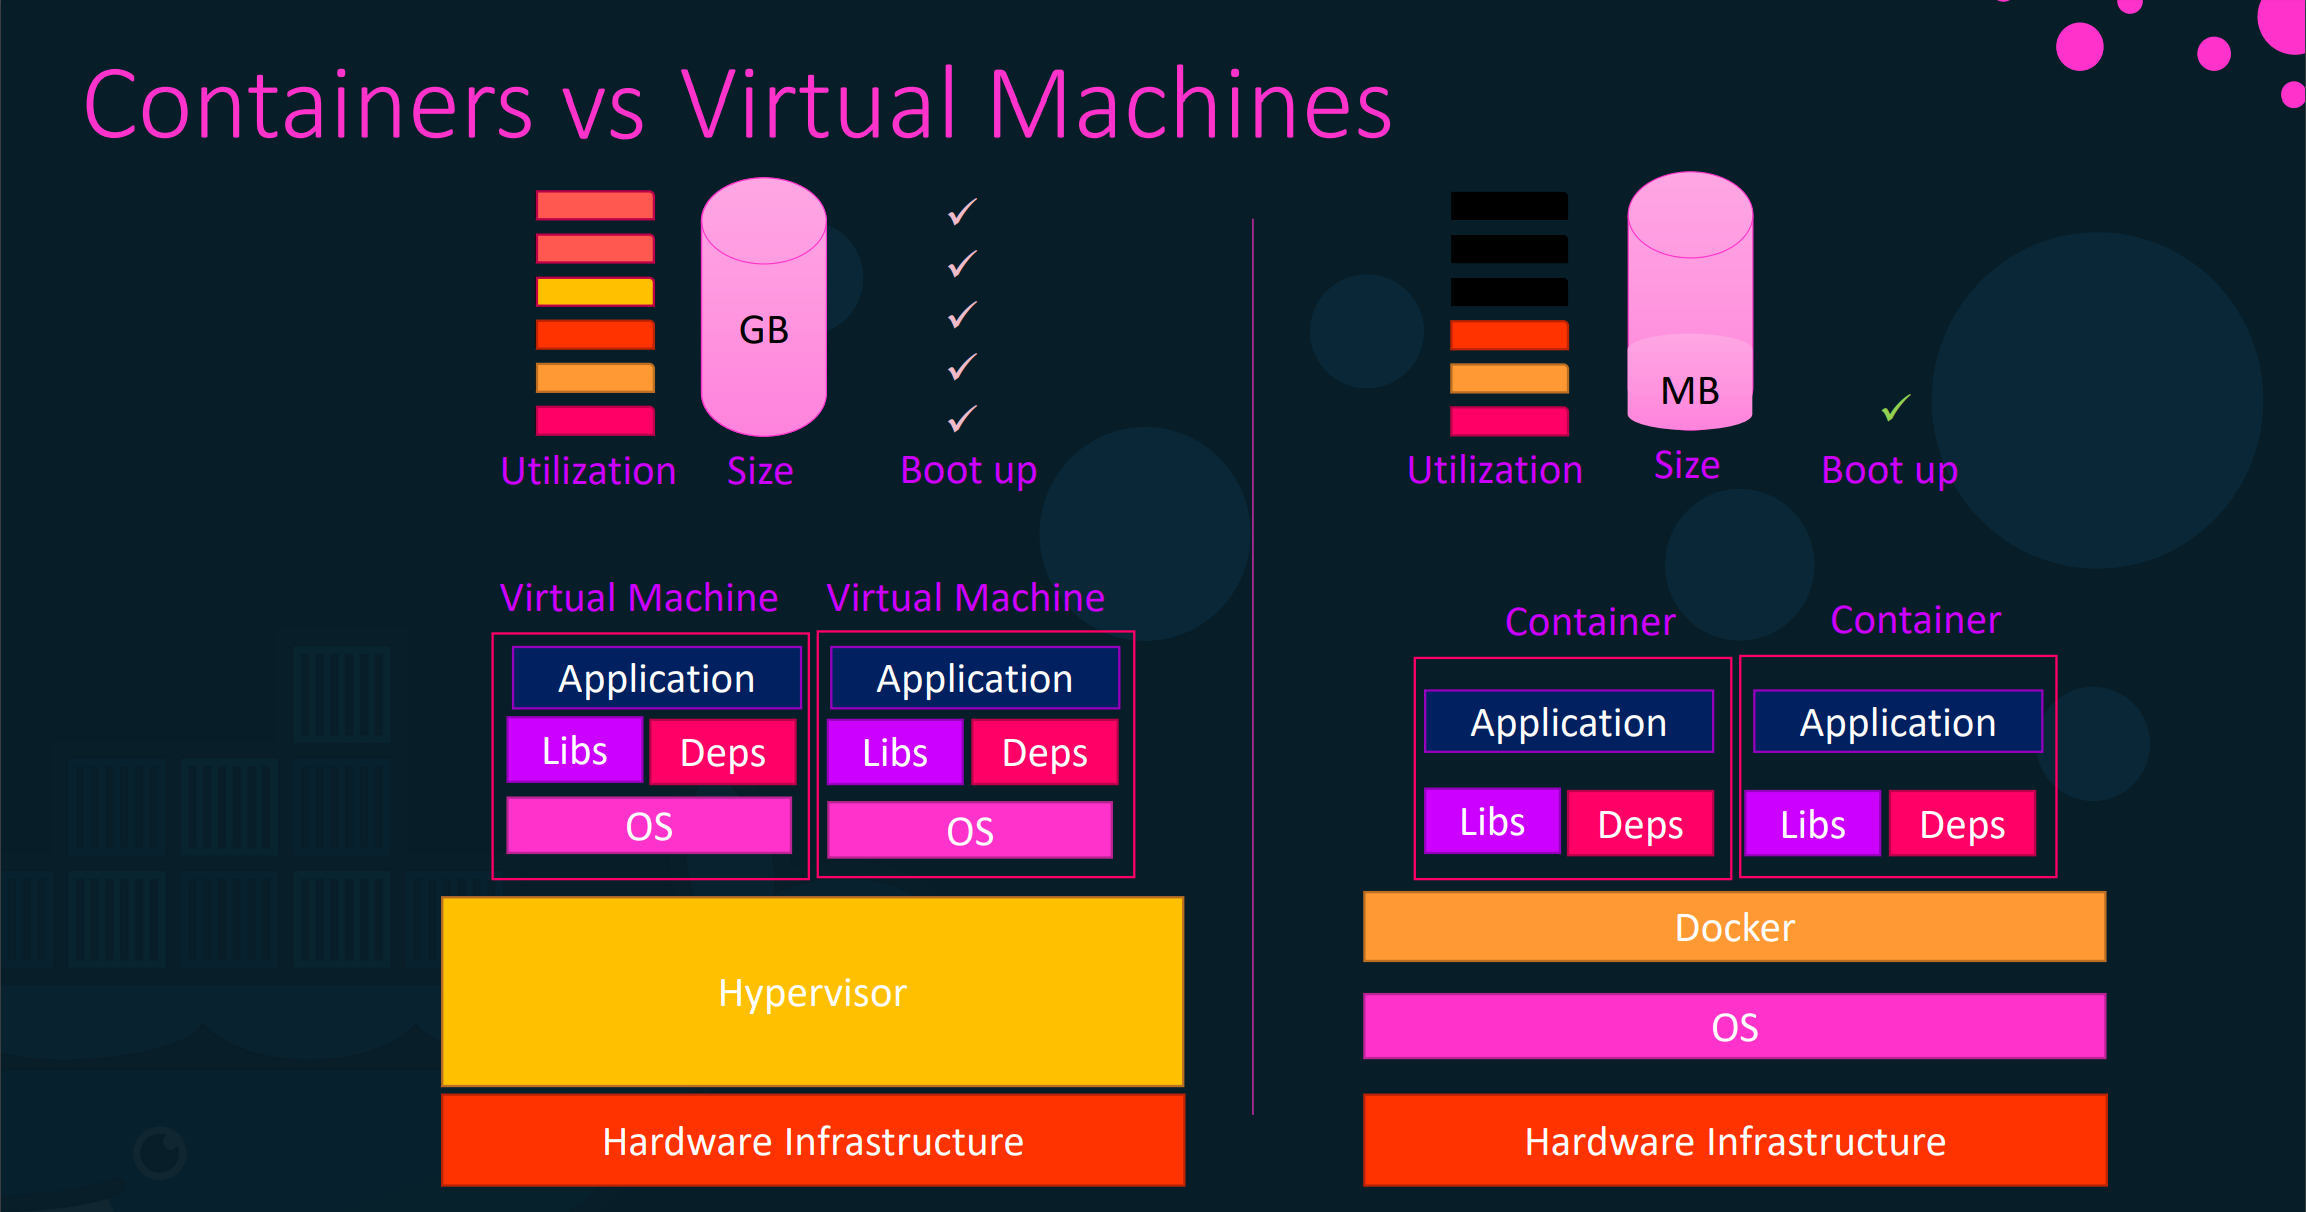 Containers vs Virtual Machines
GB
Utilization
Size
Boot up
Virtual Machine
Virtual Machine
Application
Application
Libs
Deps
Libs
Deps
OS
OS
Hypervisor
Hardware Infrastructure
MB
Utilization
Size
Boot up
Container
Container
Application
Application
Libs
Deps
Libs
Deps
Docker
OS
Hardware Infrastructure